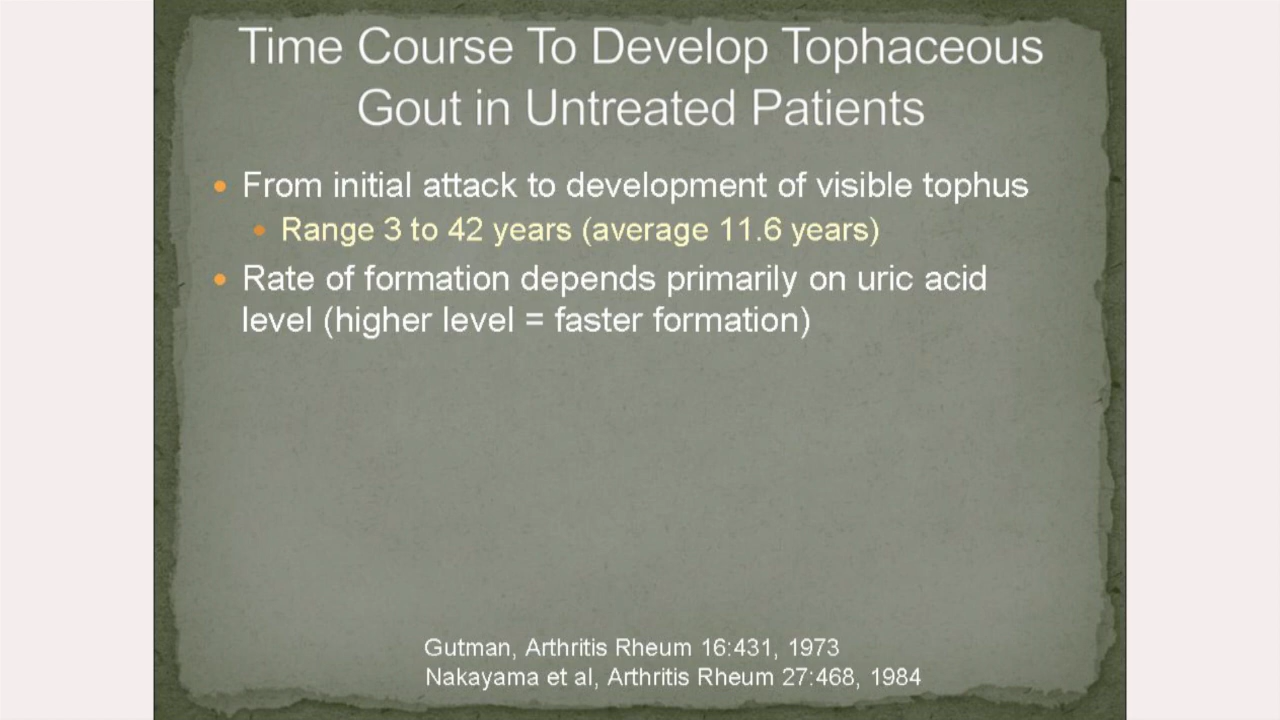 Time Course To Develop Tophaceous
Gout in Untreated Patients
• From initial attack to development of visible tophus
• Range 3 to 42 years (average 11.6 years)
• Rate of formation depends primarily on uric acid
level (higher level = faster formation)
Gutman, Arthritis Rheum 16:431, 1973
Nakayama et al, Arthritis Rheum 27:468, 1984